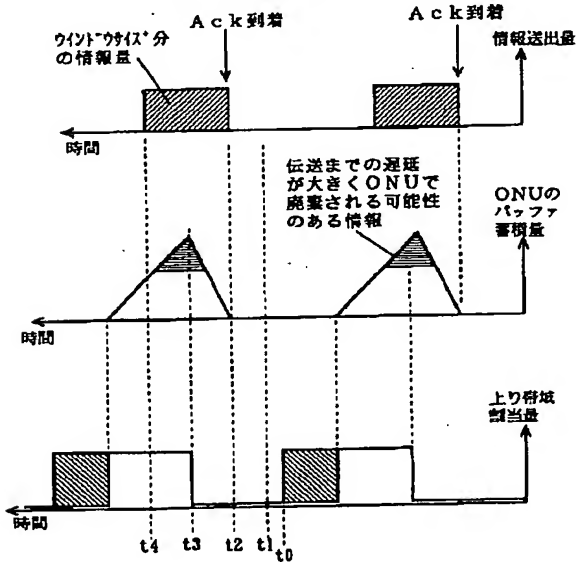 Ａｃｋ到着
Ａｃｋ到着
ｳｲﾝﾄﾞｳｻｲｽﾞ分
の情報量
情報送出量
時間
伝送までの遅延
が大きくＯＮＵで
廃棄される可能性
のある情報
ＯＮＵの
バッファ
蓄積量
時間
上り帯域
割当量
時間
t4
t3
t2
t1
t0